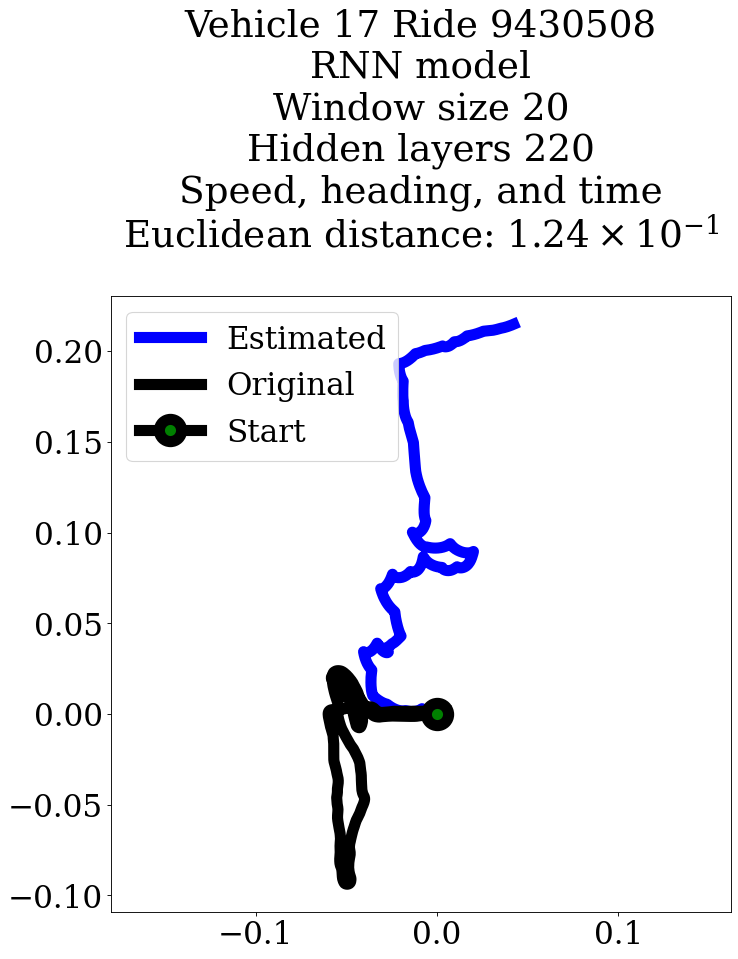 Vehicle 17 Ride 9430508
RNN model
Window size 20
Hidden layers 220
Speed, heading, and time
Euclidean distance: 1.24 × 10⁻¹
Estimated
Original
Start
0.20
0.15
0.10
0.05
0.00
−0.05
−0.10
−0.1 0.0 0.1